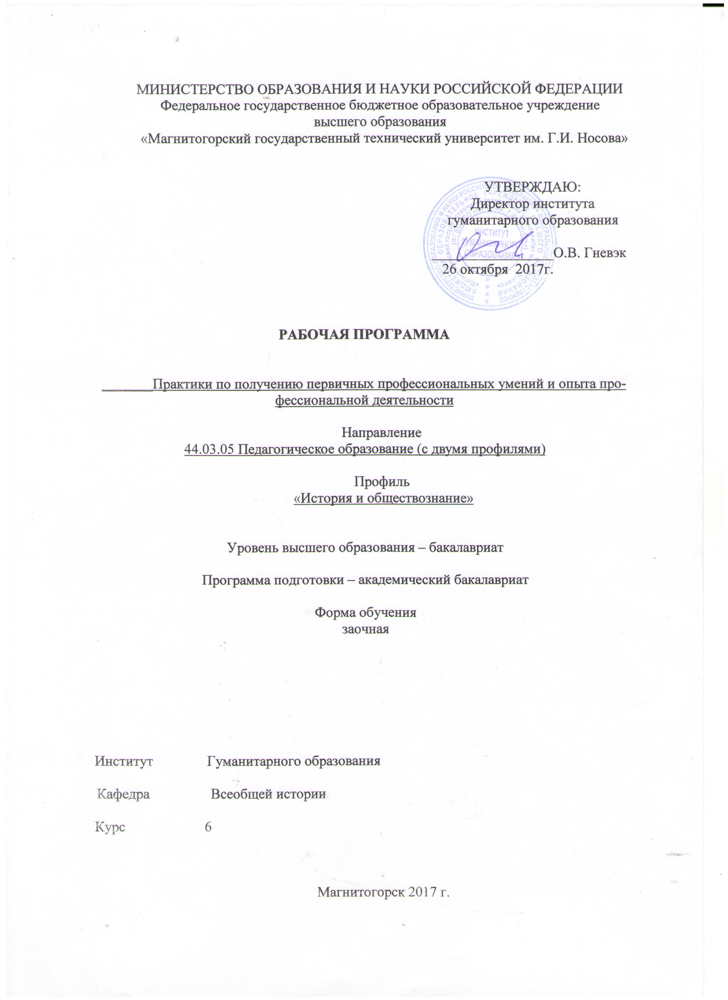 МИНИСТЕРСТВО ОБРАЗОВАНИЯ И НАУКИ РОССИЙСКОЙ ФЕДЕРАЦИИ
Федеральное государственное бюджетное образовательное учреждение
высшего образования
«Магнитогорский государственный технический университет им. Г.И. Носова»
УТВЕРЖДАЮ:
Директор института
гуманитарного образования
ИНСТИТУТ
ГУМАНИТАРНОГО
ОБРАЗОВАНИЯ
О.В. Гневэк
26 октября 2017г.
РАБОЧАЯ ПРОГРАММА
Практики по получению первичных профессиональных умений и опыта про-
фессиональной деятельности
Направление
44.03.05 Педагогическое образование (с двумя профилями)
Профиль
«История и обществознание»
Уровень высшего образования – бакалавриат
Программа подготовки – академический бакалавриат
Форма обучения
заочная
Институт Гуманитарного образования
Кафедра Всеобщей истории
Курс 6
Магнитогорск 2017 г.